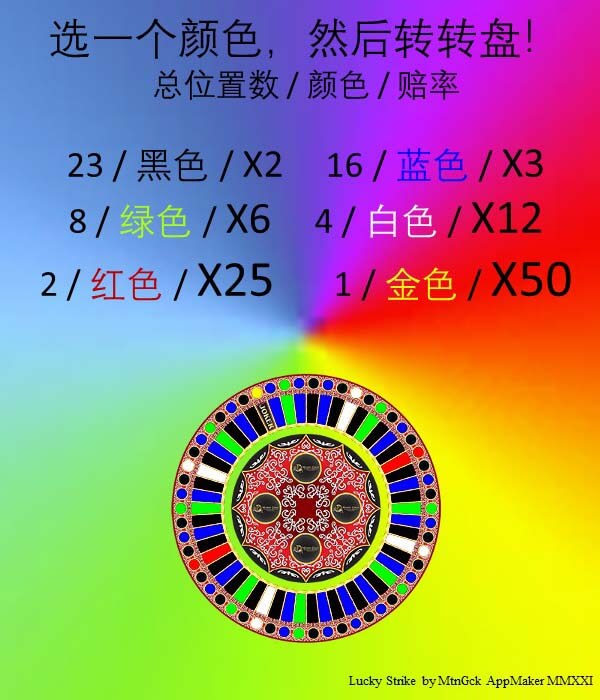 选一个颜色，然后转转盘!
总位置数 / 颜色 / 赔率
23 / 黑色 / X2 16 / 蓝色 / X3
8 / 绿色 / X6 4 / 白色 / X12
2 / 红色 / X25 1 / 金色 / X50
JOKER
Lucky Strike by MtnGck AppMaker MMXXI